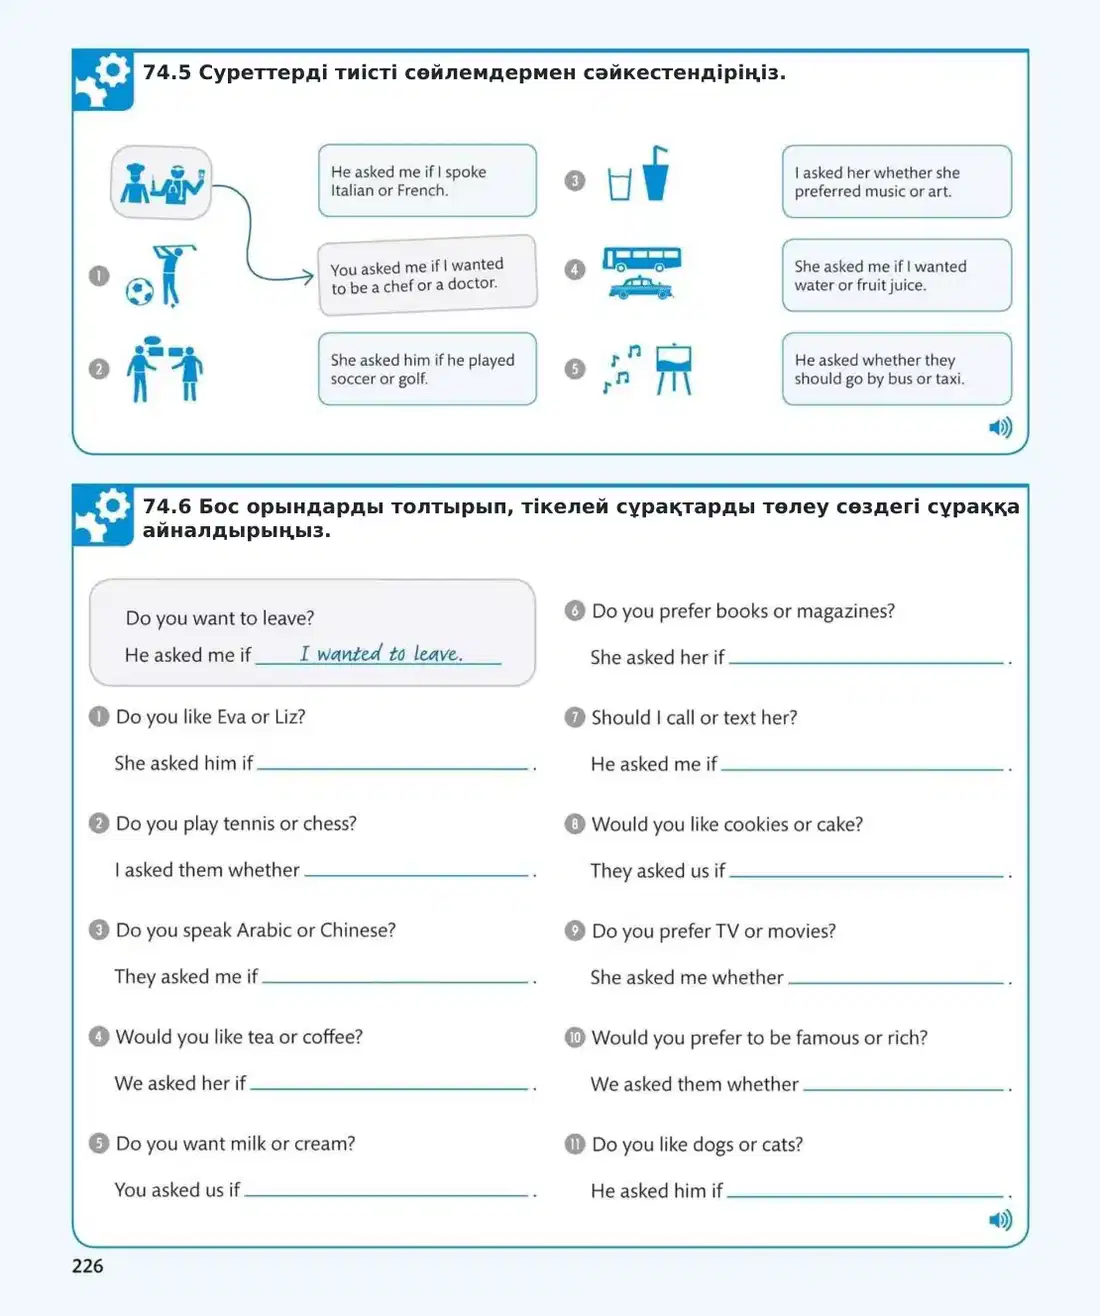 74.5 Суреттерді тиісті сөйлемдермен сәйкестендіріңіз.
He asked me if I spoke
Italian or French.
You asked me if I wanted
to be a chef or a doctor.
1
She asked him if he played
soccer or golf.
2
3
I asked her whether she
preferred music or art.
4
She asked me if I wanted
water or fruit juice.
5
He asked whether they
should go by bus or taxi.
74.6 Бос орындарды толтырып, тікелей сұрақтарды төлеу сөздегі сұраққа
айналдырыңыз.
Do you want to leave?
He asked me if I wanted to leave.
1 Do you like Eva or Liz?
She asked him if .
2 Do you play tennis or chess?
I asked them whether .
3 Do you speak Arabic or Chinese?
They asked me if .
4 Would you like tea or coffee?
We asked her if .
5 Do you want milk or cream?
You asked us if .
6 Do you prefer books or magazines?
She asked her if .
7 Should I call or text her?
He asked me if .
8 Would you like cookies or cake?
They asked us if .
9 Do you prefer TV or movies?
She asked me whether .
10 Would you prefer to be famous or rich?
We asked them whether .
11 Do you like dogs or cats?
He asked him if .
226